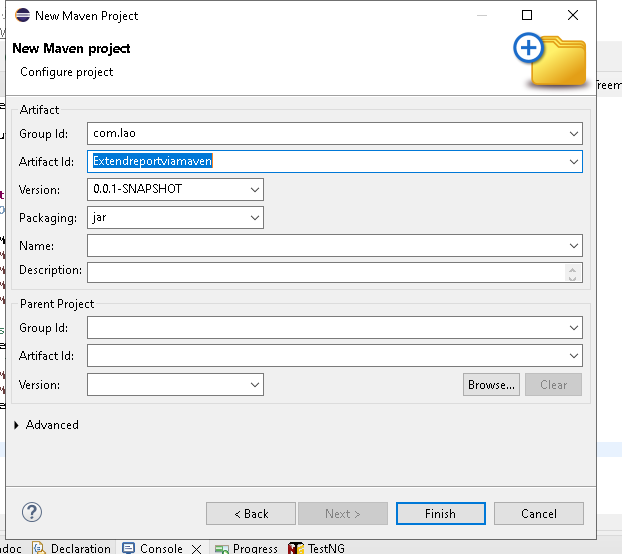 New Maven Project
New Maven project
Configure project
Artifact
Group Id: com.lao
Artifact Id: Extendreportviamaven
Version: 0.0.1-SNAPSHOT
Packaging: jar
Name:
Description:
Parent Project
Group Id:
Artifact Id:
Version:
Browse... Clear
Advanced
? < Back Next > Finish Cancel
Declaration Console Progress TestNG